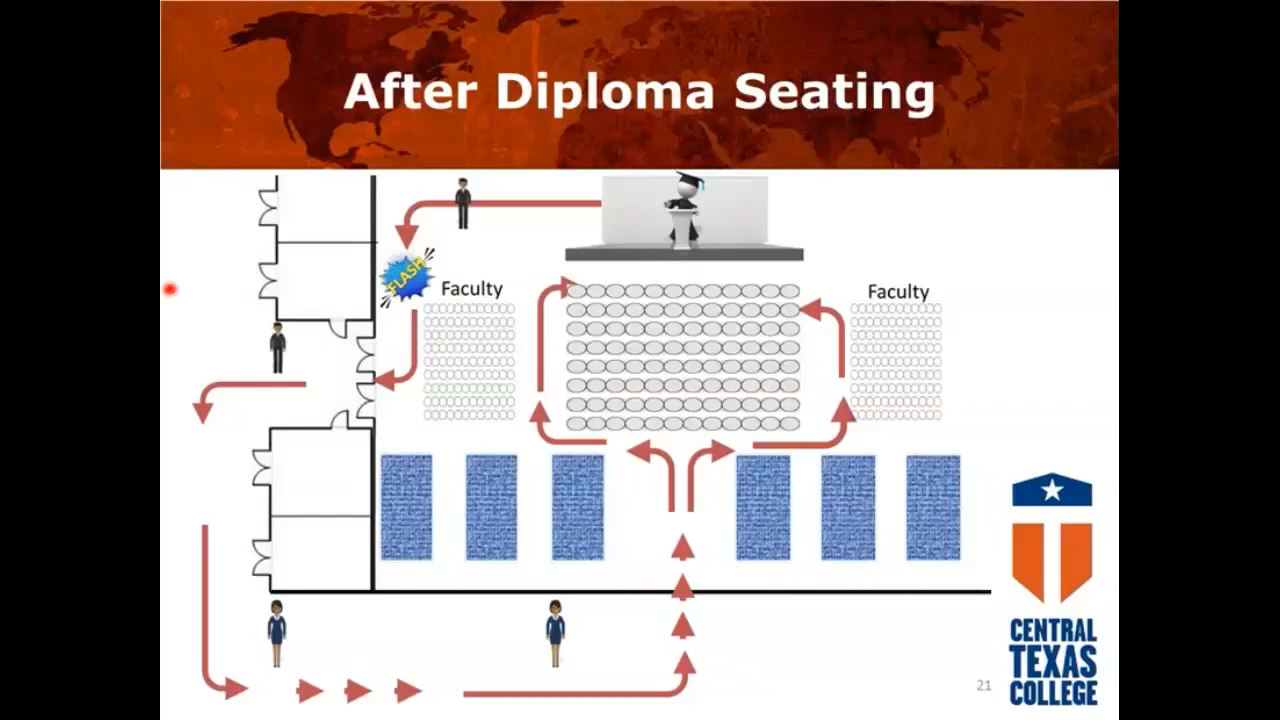 After Diploma Seating
FLASH
Faculty
Faculty
21
CENTRAL
TEXAS
COLLEGE